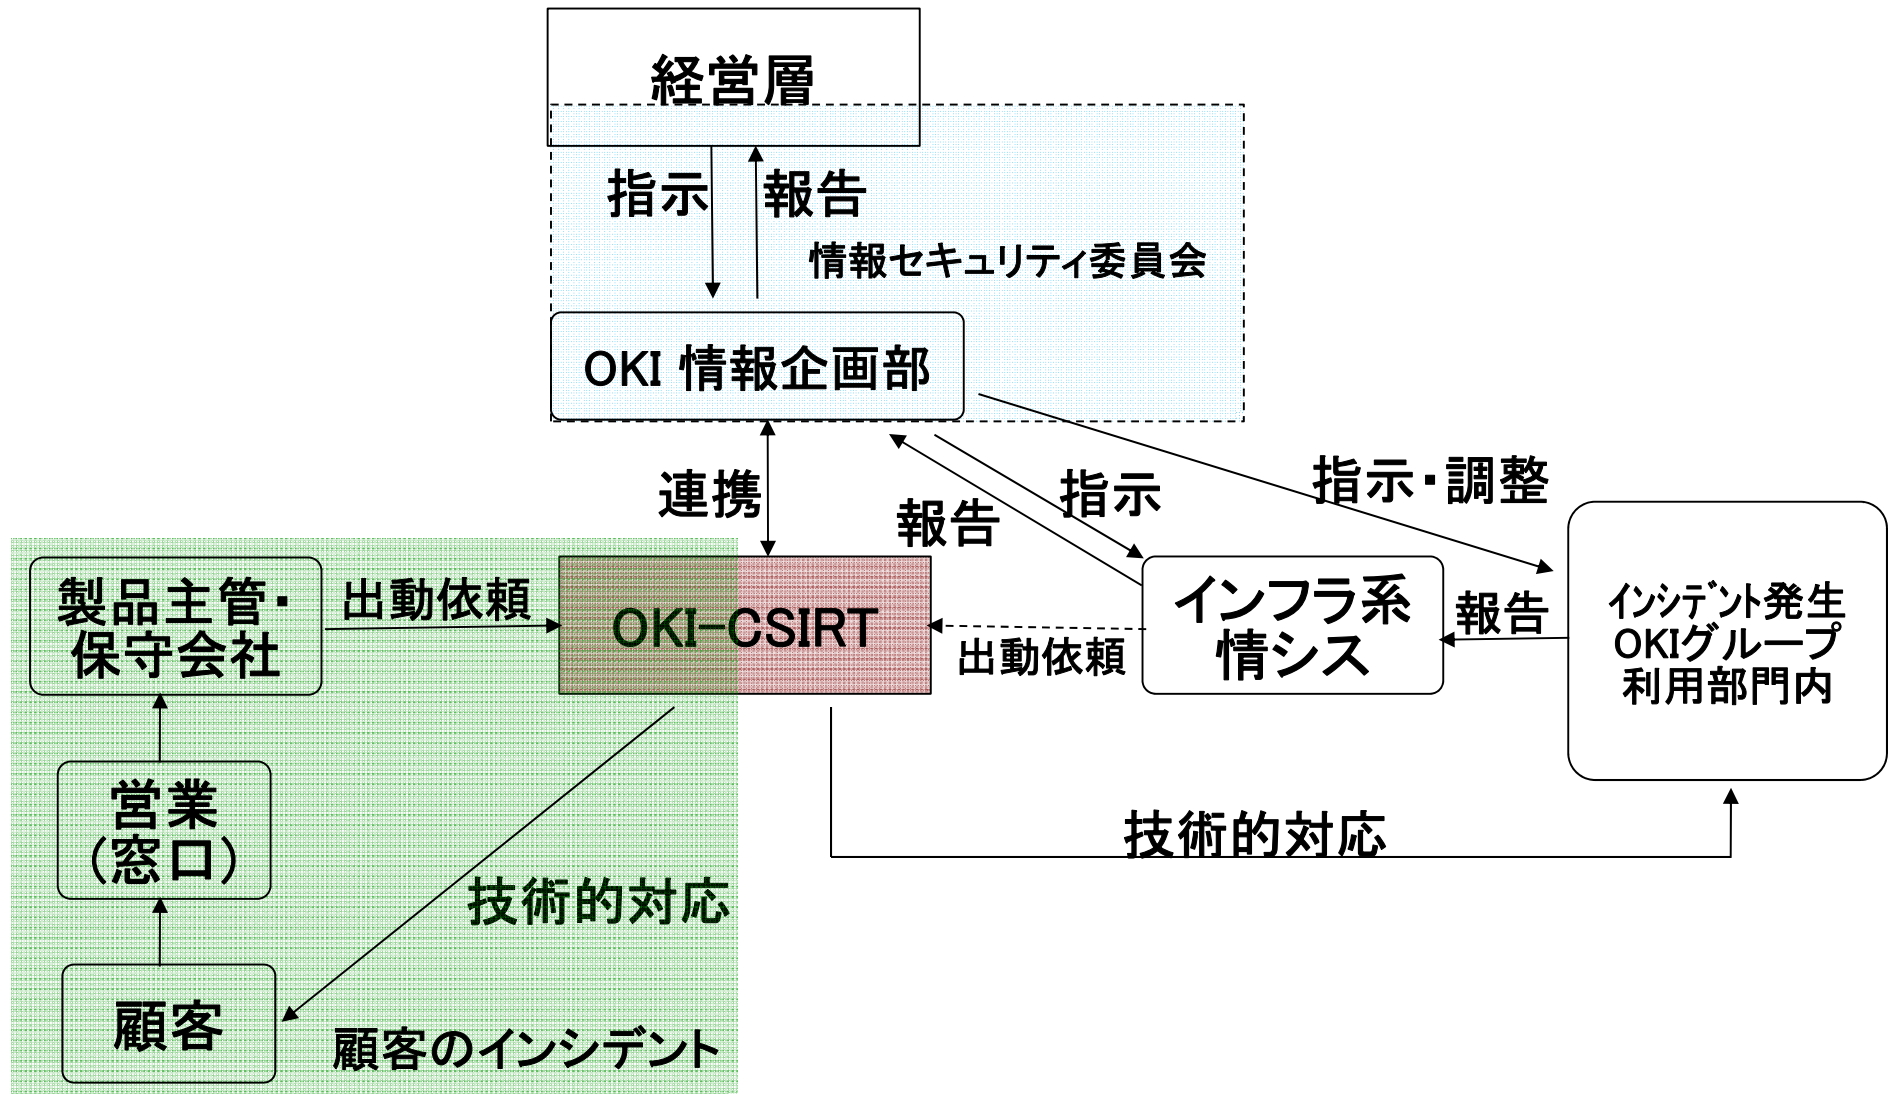 経営層
指示
報告
情報セキュリティ委員会
OKI 情報企画部
連携
報告
指示
指示・調整
製品主管・
保守会社
出動依頼
OKI-CSIRT
出動依頼
インフラ系
情シス
報告
インシデント発生
OKIグループ
利用部門内
営業
(窓口)
技術的対応
技術的対応
顧客
顧客のインシデント